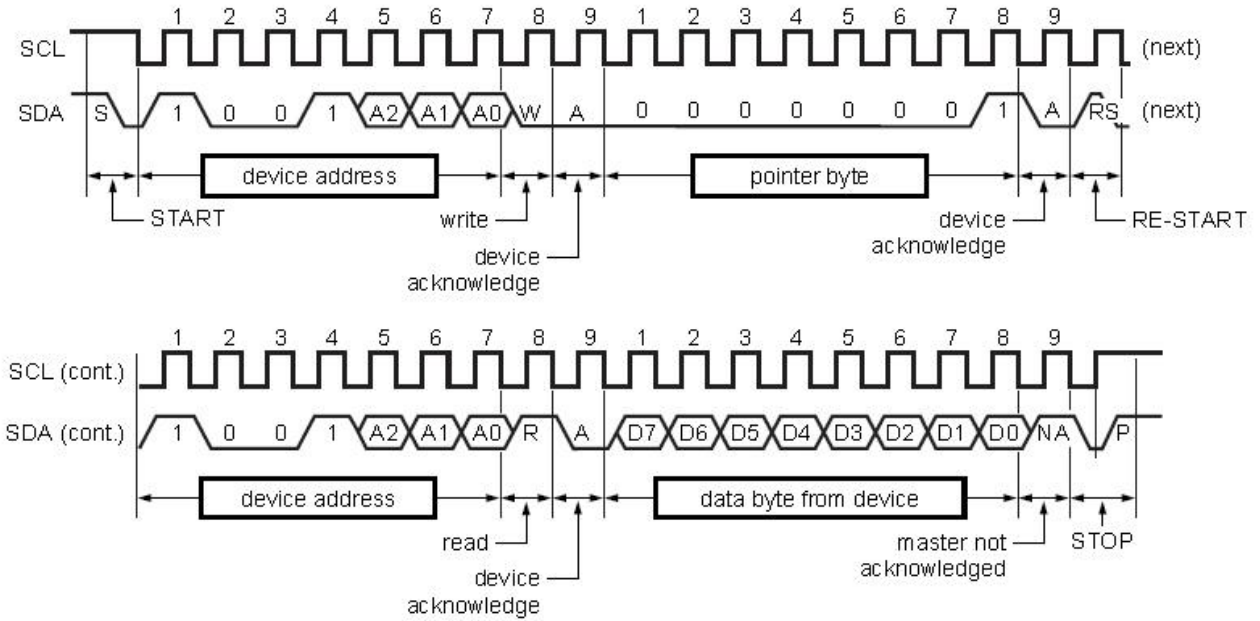 1 2 3 4 5 6 7 8 9 1 2 3 4 5 6 7 8 9
SCL (next)
SDA S 1 0 0 1 A2 A1 A0 W A 0 0 0 0 0 0 0 1 A RS (next)
device address pointer byte
START write device acknowledge device acknowledge RE-START
1 2 3 4 5 6 7 8 9 1 2 3 4 5 6 7 8 9
SCL (cont.)
SDA (cont.) 1 0 0 1 A2 A1 A0 R A D7 D6 D5 D4 D3 D2 D1 D0 NA P
device address data byte from device
read device acknowledge master not acknowledged STOP